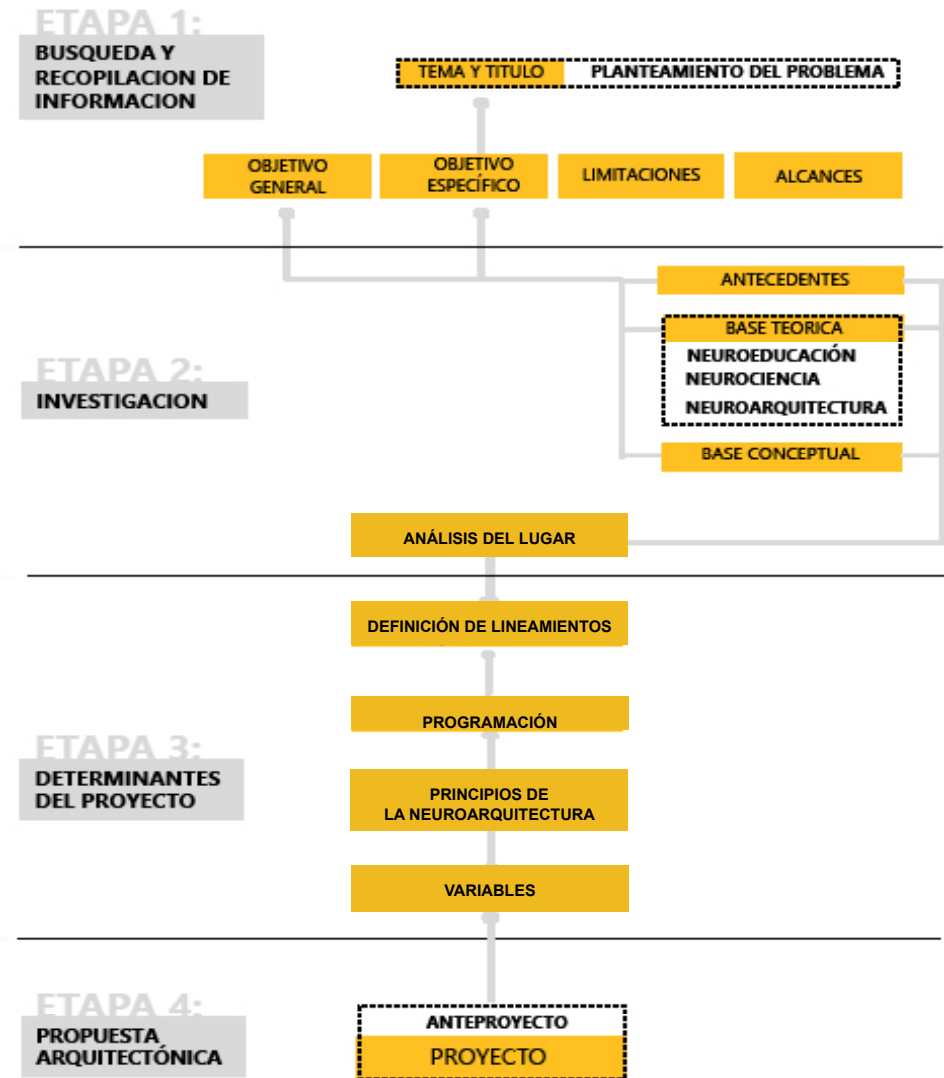 ETAPA 1:
BUSQUEDA Y
RECOPILACION DE
INFORMACION
TEMA Y TITULO
PLANTEAMIENTO DEL PROBLEMA
OBJETIVO
GENERAL
OBJETIVO
ESPECÍFICO
LIMITACIONES
ALCANCES
ETAPA 2:
INVESTIGACION
ANTECEDENTES
BASE TEORICA
NEUROEDUCACIÓN
NEUROCIENCIA
NEUROARQUITECTURA
BASE CONCEPTUAL
ANÁLISIS DEL LUGAR
ETAPA 3:
DETERMINANTES
DEL PROYECTO
DEFINICIÓN DE LINEAMIENTOS
PROGRAMACIÓN
PRINCIPIOS DE
LA NEUROARQUITECTURA
VARIABLES
ETAPA 4:
PROPUESTA
ARQUITECTÓNICA
ANTEPROYECTO
PROYECTO